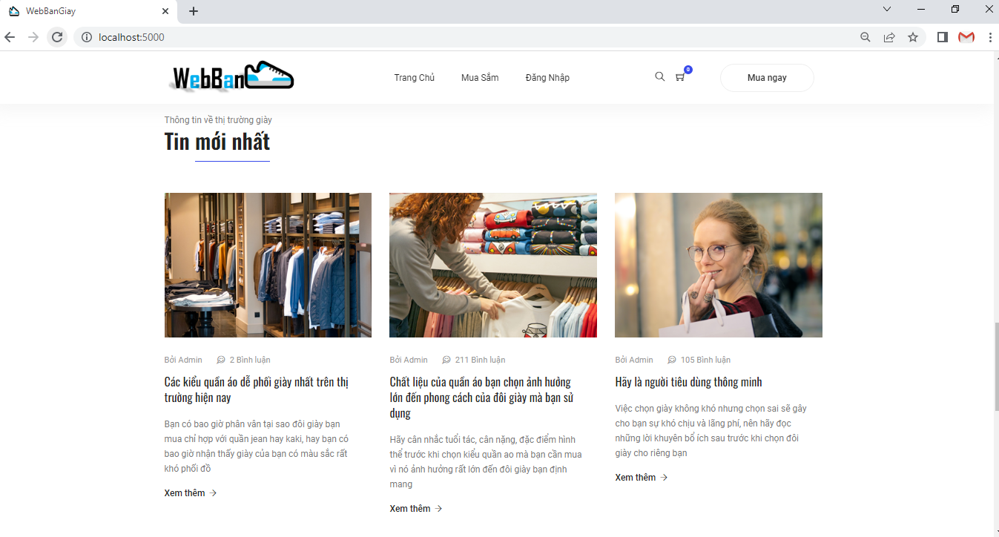 WebBanGiay
localhost:5000
WebBan
Trang Chủ
Mua Sắm
Đăng Nhập
0
Mua ngay
Thông tin về thị trường giày
Tin mới nhất
Bởi Admin 2 Bình luận
Các kiểu quần áo dễ phối giày nhất trên thị
trường hiện nay
Bạn có bao giờ phân vân tại sao đôi giày bạn
mua chỉ hợp với quần jean hay kaki, hay bạn có
bao giờ nhận thấy giày của bạn có màu sắc rất
khó phối đồ
Xem thêm →
Bởi Admin 211 Bình luận
Chất liệu của quần áo bạn chọn ảnh hưởng
lớn đến phong cách của đôi giày mà bạn sử
dụng
Hãy cân nhắc tuổi tác, cân nặng, đặc điểm hình
thể trước khi chọn kiểu quần ao mà bạn cần mua
vì nó ảnh hưởng rất lớn đến đôi giày bạn định
mang
Xem thêm →
Bởi Admin 105 Bình luận
Hãy là người tiêu dùng thông minh
Việc chọn giày không khó nhưng chọn sai sẽ gây
cho bạn sự khó chịu và lãng phí, nên hãy đọc
những lời khuyên bổ ích sau trước khi chọn đôi
giày cho riêng bạn
Xem thêm →